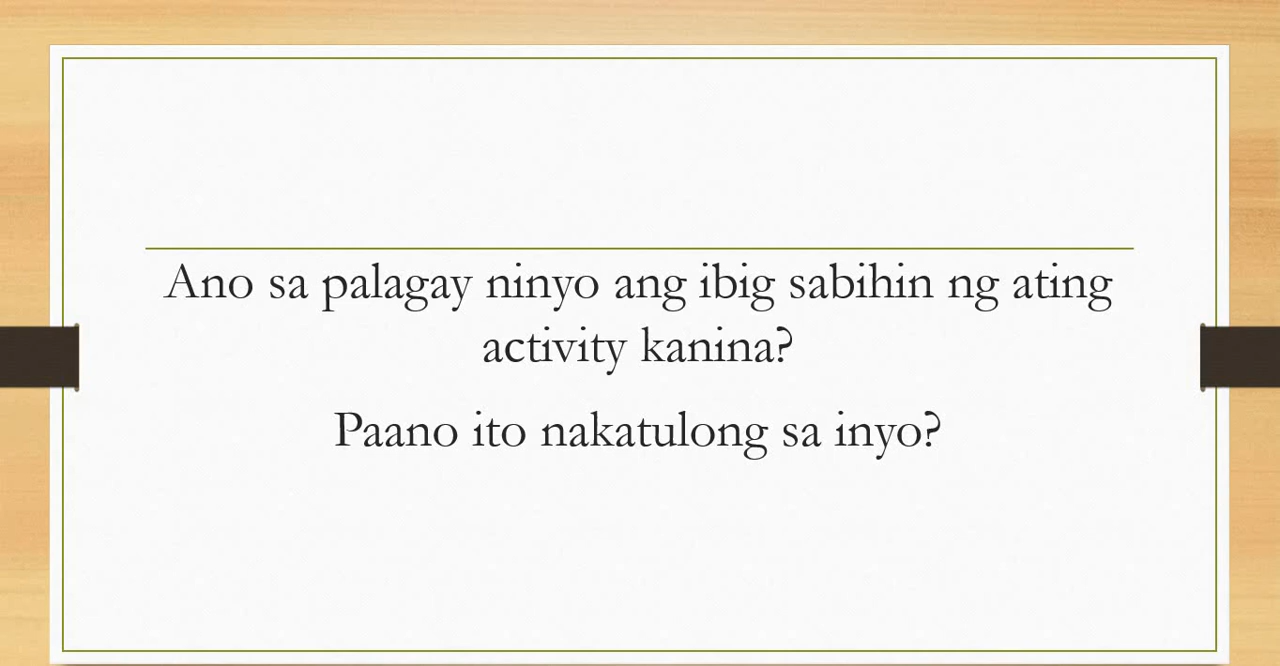 Ano sa palagay ninyo ang ibig sabihin ng ating
activity kanina?
Paano ito nakatulong sa inyo?